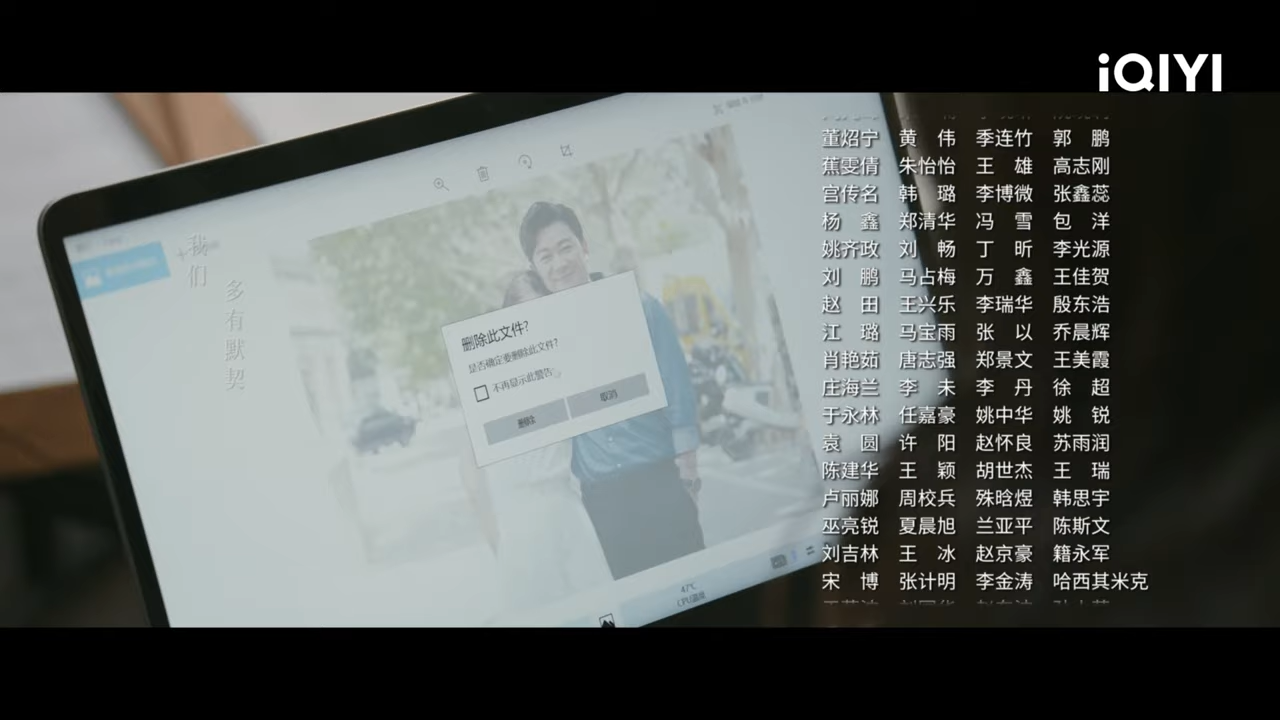 iQIYI
董炤宁 黄 伟 季连竹 郭 鹏
蕉雯倩 朱怡怡 王 雄 高志刚
宫传名 韩 璐 李博微 张鑫蕊
杨 鑫 郑清华 冯 雪 包 洋
姚齐政 刘 畅 丁 昕 李光源
刘 鹏 马占梅 万 鑫 王佳贺
赵 田 王兴乐 李瑞华 殷东浩
江 璐 马宝雨 张 以 乔晨辉
肖艳茹 唐志强 郑景文 王美霞
庄海兰 李 未 李 丹 徐 超
于永林 任嘉豪 姚中华 姚 锐
袁 圆 许 阳 赵怀良 苏雨润
陈建华 王 颖 胡世杰 王 瑞
卢丽娜 周校兵 殊晗煜 韩思宇
巫亮锐 夏晨旭 兰亚平 陈斯文
刘吉林 王 冰 赵京豪 籍永军
宋 博 张计明 李金涛 哈西其米克
我们
多有默契
删除此文件?
是否确定要删除此文件?
不再显示此警告
删除 取消
47℃
CPU温度